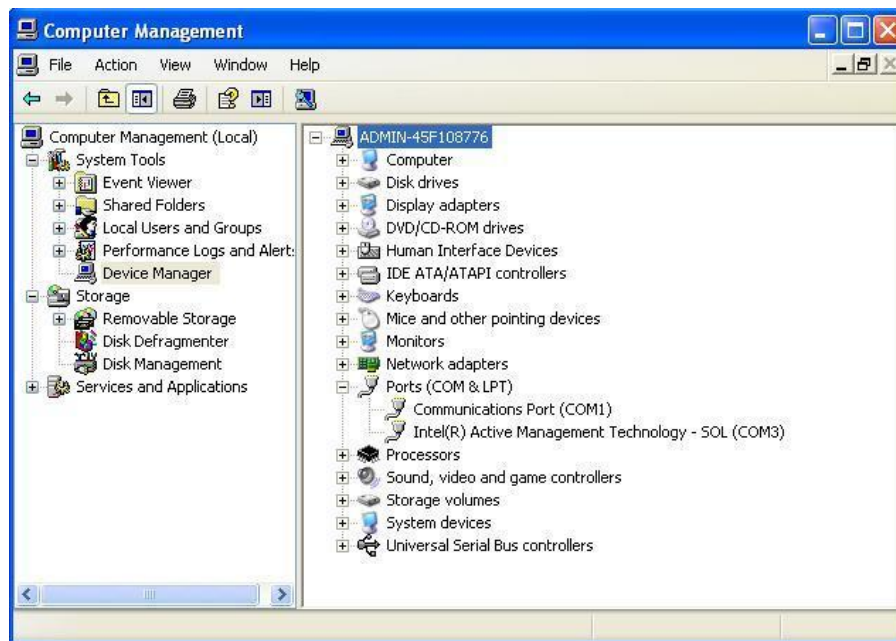 Computer Management
File Action View Window Help
Computer Management (Local)
System Tools
Event Viewer
Shared Folders
Local Users and Groups
Performance Logs and Alert
Device Manager
Storage
Removable Storage
Disk Defragmenter
Disk Management
Services and Applications
ADMIN-45F108776
Computer
Disk drives
Display adapters
DVD/CD-ROM drives
Human Interface Devices
IDE ATA/ATAPI controllers
Keyboards
Mice and other pointing devices
Monitors
Network adapters
Ports (COM & LPT)
Communications Port (COM1)
Intel(R) Active Management Technology - SOL (COM3)
Processors
Sound, video and game controllers
Storage volumes
System devices
Universal Serial Bus controllers